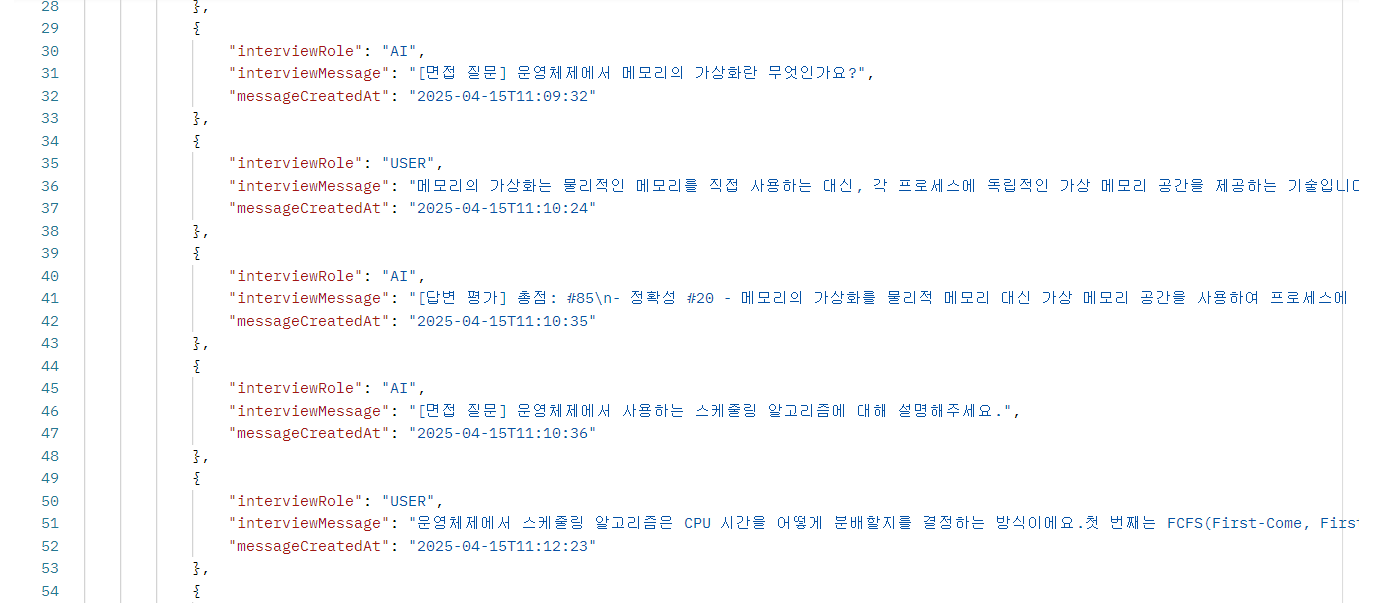 28 },
29 {
30 "interviewRole": "AI",
31 "interviewMessage": "[면접 질문] 운영체제에서 메모리의 가상화란 무엇인가요?",
32 "messageCreatedAt": "2025-04-15T11:09:32"
33 },
34 {
35 "interviewRole": "USER",
36 "interviewMessage": "메모리의 가상화는 물리적인 메모리를 직접 사용하는 대신, 각 프로세스에 독립적인 가상 메모리 공간을 제공하는 기술입니다
37 "messageCreatedAt": "2025-04-15T11:10:24"
38 },
39 {
40 "interviewRole": "AI",
41 "interviewMessage": "[답변 평가] 총점: #85\n- 정확성 #20 - 메모리의 가상화를 물리적 메모리 대신 가상 메모리 공간을 사용하여 프로세스에
42 "messageCreatedAt": "2025-04-15T11:10:35"
43 },
44 {
45 "interviewRole": "AI",
46 "interviewMessage": "[면접 질문] 운영체제에서 사용하는 스케줄링 알고리즘에 대해 설명해주세요.",
47 "messageCreatedAt": "2025-04-15T11:10:36"
48 },
49 {
50 "interviewRole": "USER",
51 "interviewMessage": "운영체제에서 스케줄링 알고리즘은 CPU 시간을 어떻게 분배할지를 결정하는 방식이에요.첫 번째는 FCFS(First-Come, Firs
52 "messageCreatedAt": "2025-04-15T11:12:23"
53 },
54 {